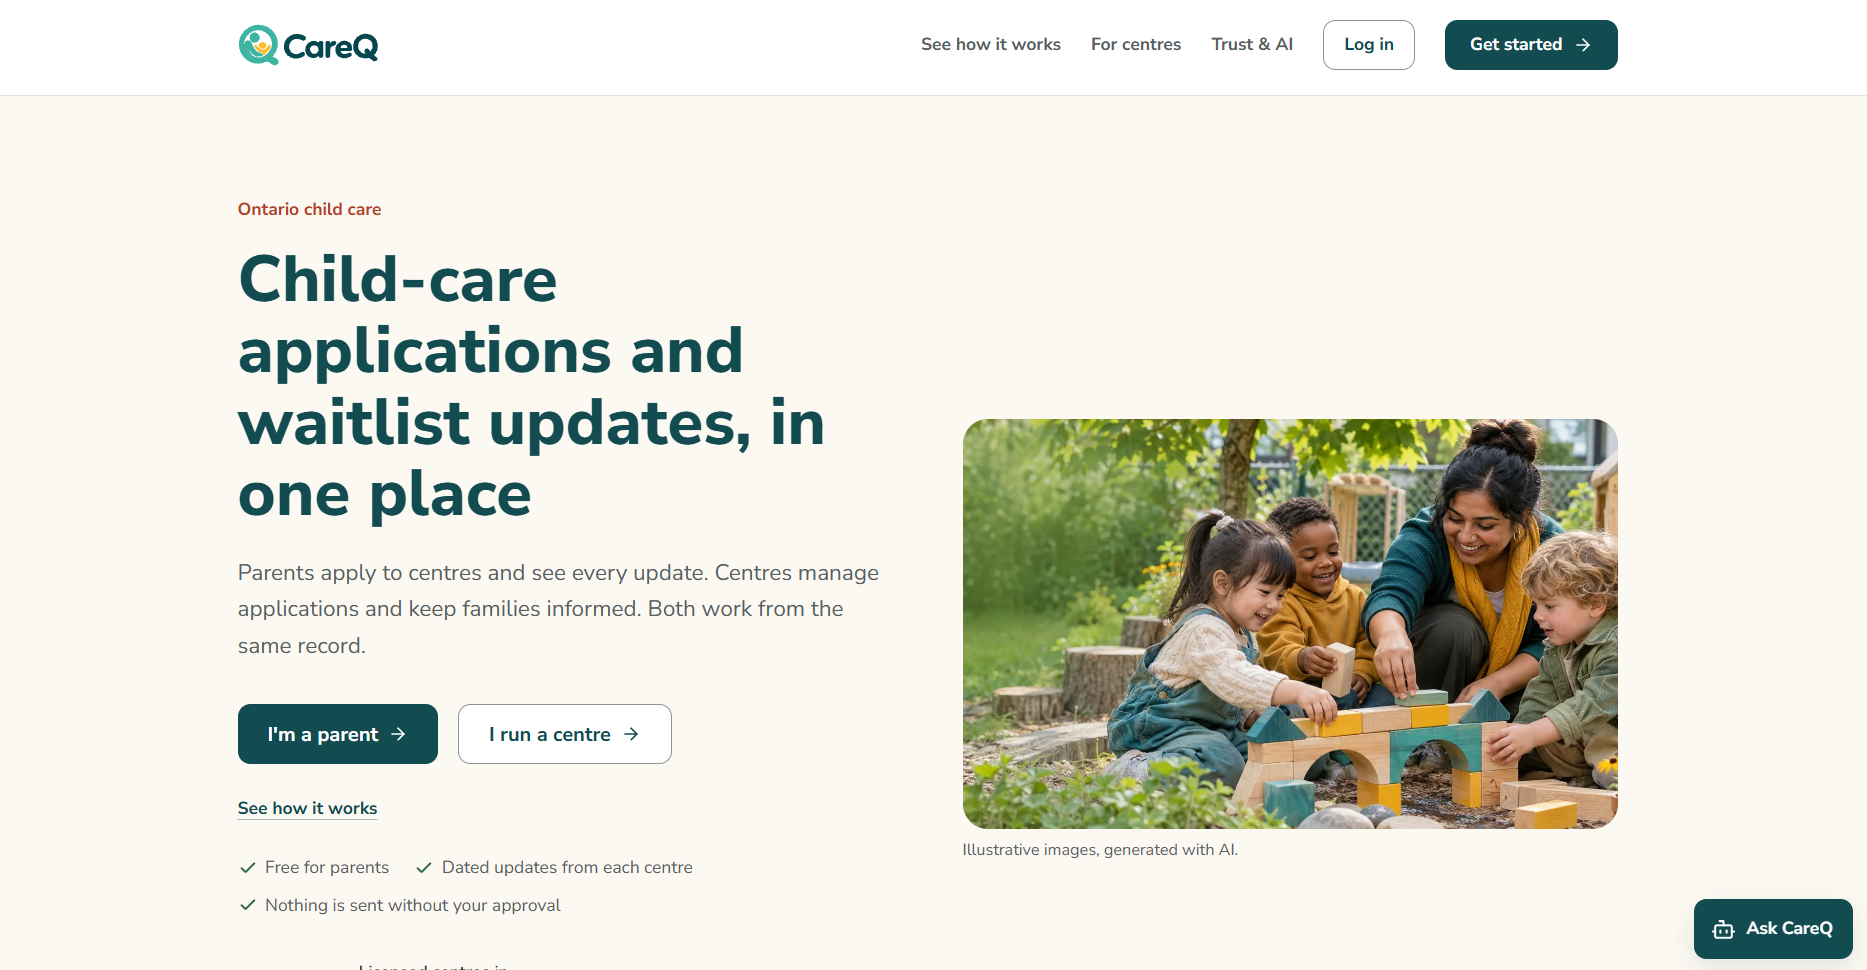 CareQ
See how it works
For centres
Trust & AI
Log in
Get started
Ontario child care
Child-care
applications and
waitlist updates, in
one place
Parents apply to centres and see every update. Centres manage
applications and keep families informed. Both work from the
same record.
I'm a parent
I run a centre
See how it works
Free for parents
Dated updates from each centre
Nothing is sent without your approval
Illustrative images, generated with AI.
Ask CareQ
Licensed centres in